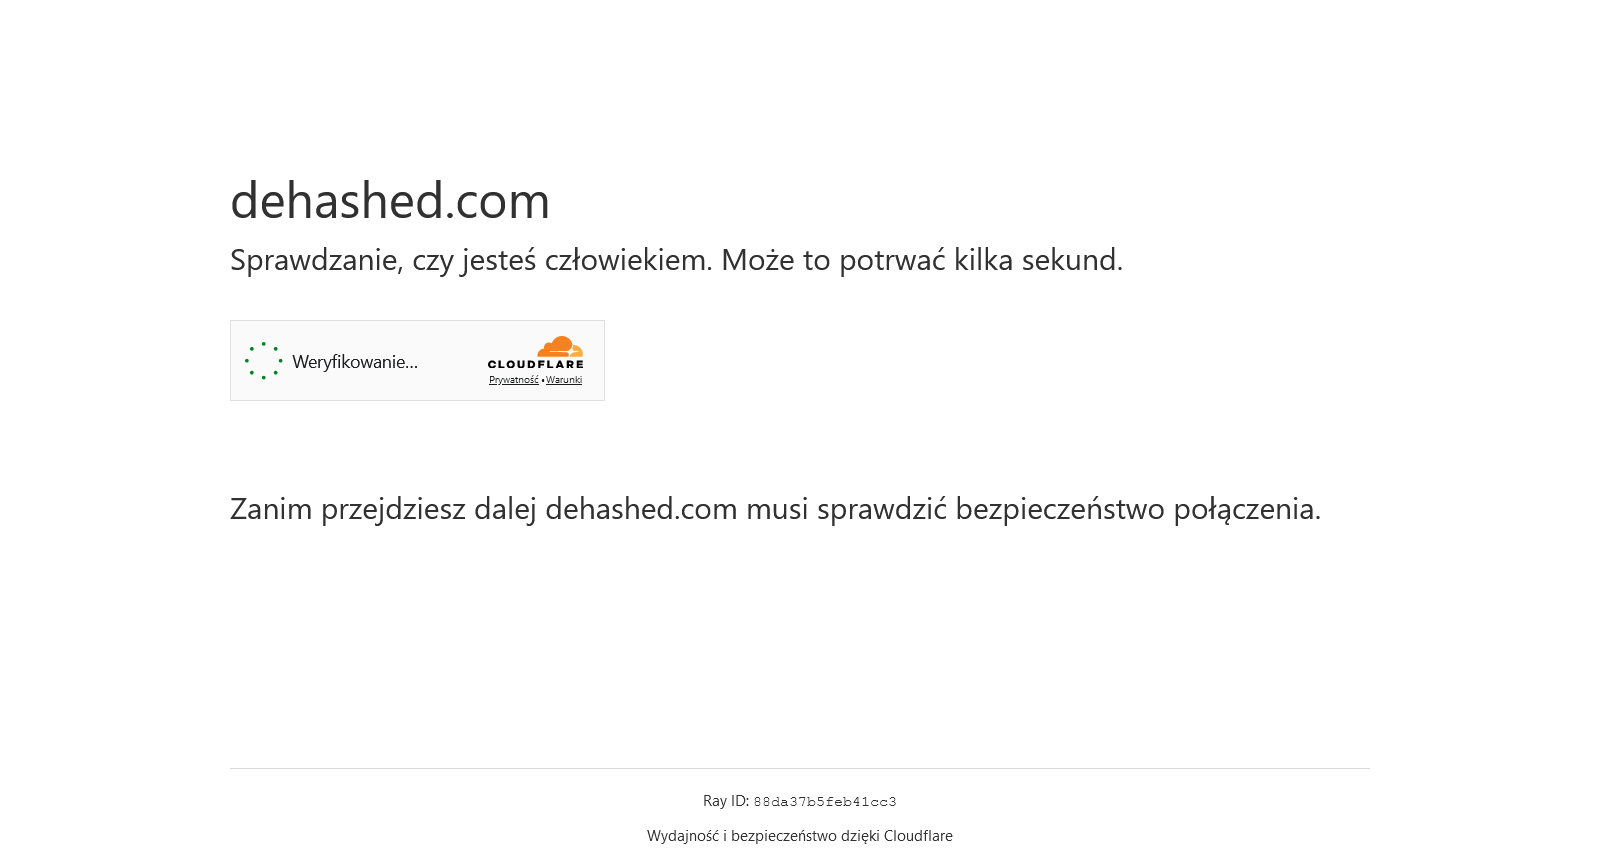 dehashed.com
Sprawdzanie, czy jesteś człowiekiem. Może to potrwać kilka sekund.
Weryfikowanie...
CLOUDFLARE
Prywatność • Warunki
Zanim przejdziesz dalej dehashed.com musi sprawdzić bezpieczeństwo połączenia.
Ray ID: 88da37b5feb41cc3
Wydajność i bezpieczeństwo dzięki Cloudflare